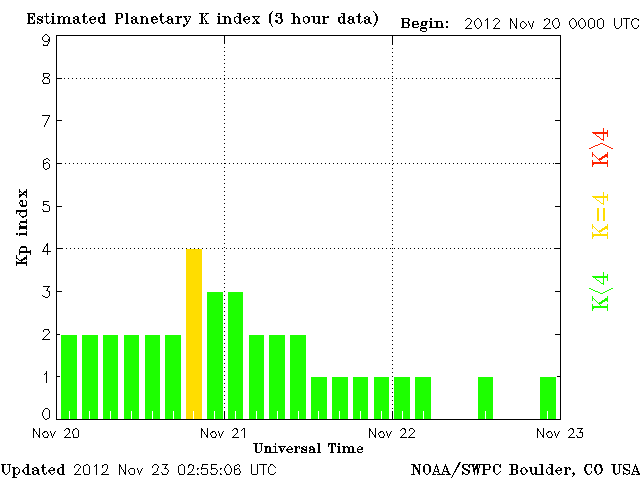 Estimated Planetary K index (3 hour data) Begin: 2012 Nov 20 0000 UTC
9
8
7
6
5
4
3
2
1
0
Kp index
K>4
K=4
K<4
Nov 20 Nov 21 Nov 22 Nov 23
Universal Time
Updated 2012 Nov 23 02:55:06 UTC NOAA/SWPC Boulder, CO USA